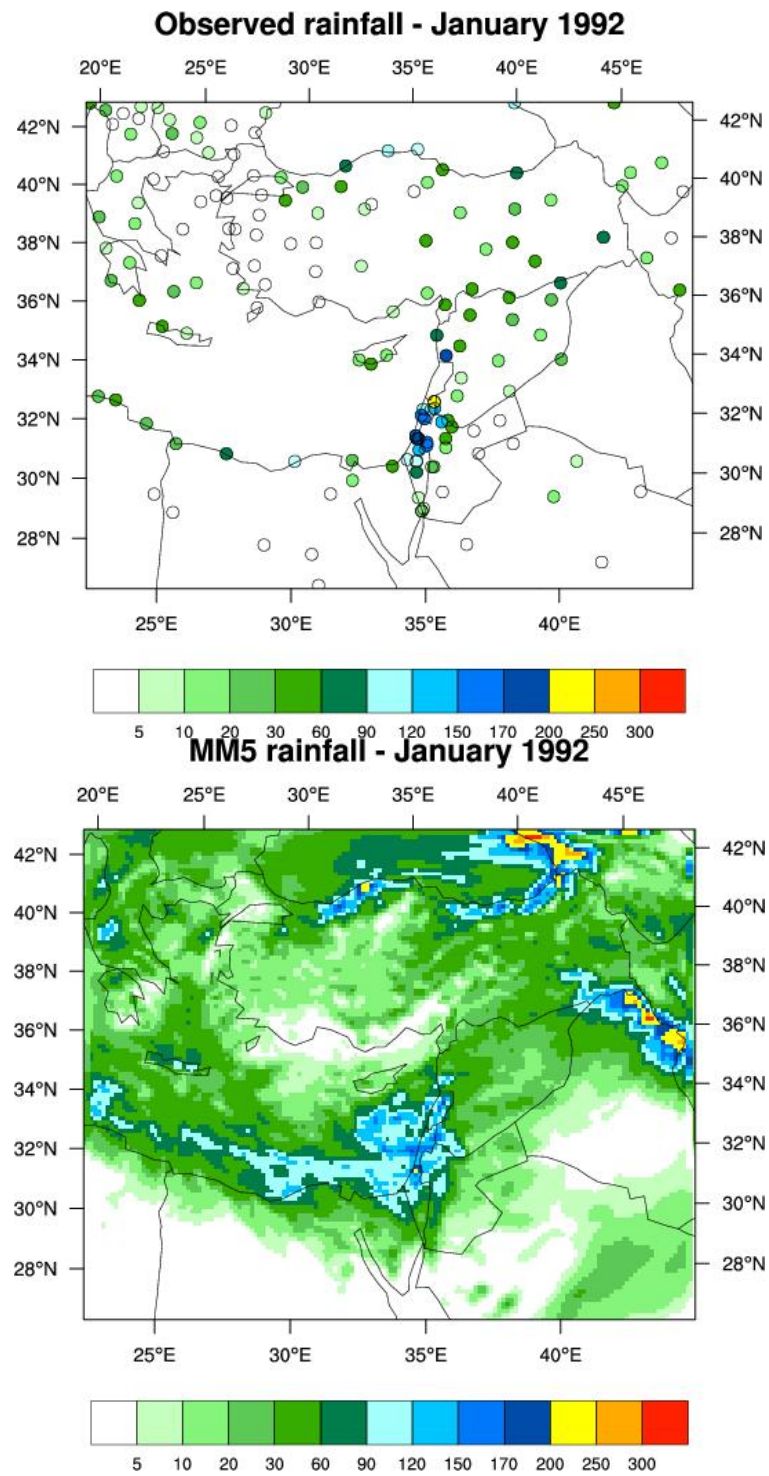 Observed rainfall - January 1992
20°E 25°E 30°E 35°E 40°E 45°E
42°N 42°N
40°N 40°N
38°N 38°N
36°N 36°N
34°N 34°N
32°N 32°N
30°N 30°N
28°N 28°N
25°E 30°E 35°E 40°E
5 10 20 30 60 90 120 150 170 200 250 300
MM5 rainfall - January 1992
20°E 25°E 30°E 35°E 40°E 45°E
42°N 42°N
40°N 40°N
38°N 38°N
36°N 36°N
34°N 34°N
32°N 32°N
30°N 30°N
28°N 28°N
25°E 30°E 35°E 40°E
5 10 20 30 60 90 120 150 170 200 250 300